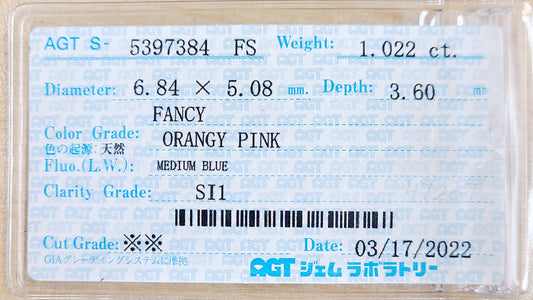 AGT S- 5397384 FS Weight: 1.022 ct.
Diameter: 6.84 × 5.08 mm. Depth: 3.60 mm
FANCY
Color Grade: ORANGY PINK
色の起源: 天然
Fluo.(L.W.): MEDIUM BLUE
Clarity Grade: SI1
Cut Grade: ※※ Date: 03/17/2022
GIAグレーディングシステムに準拠
AGT ジェムラボラトリー